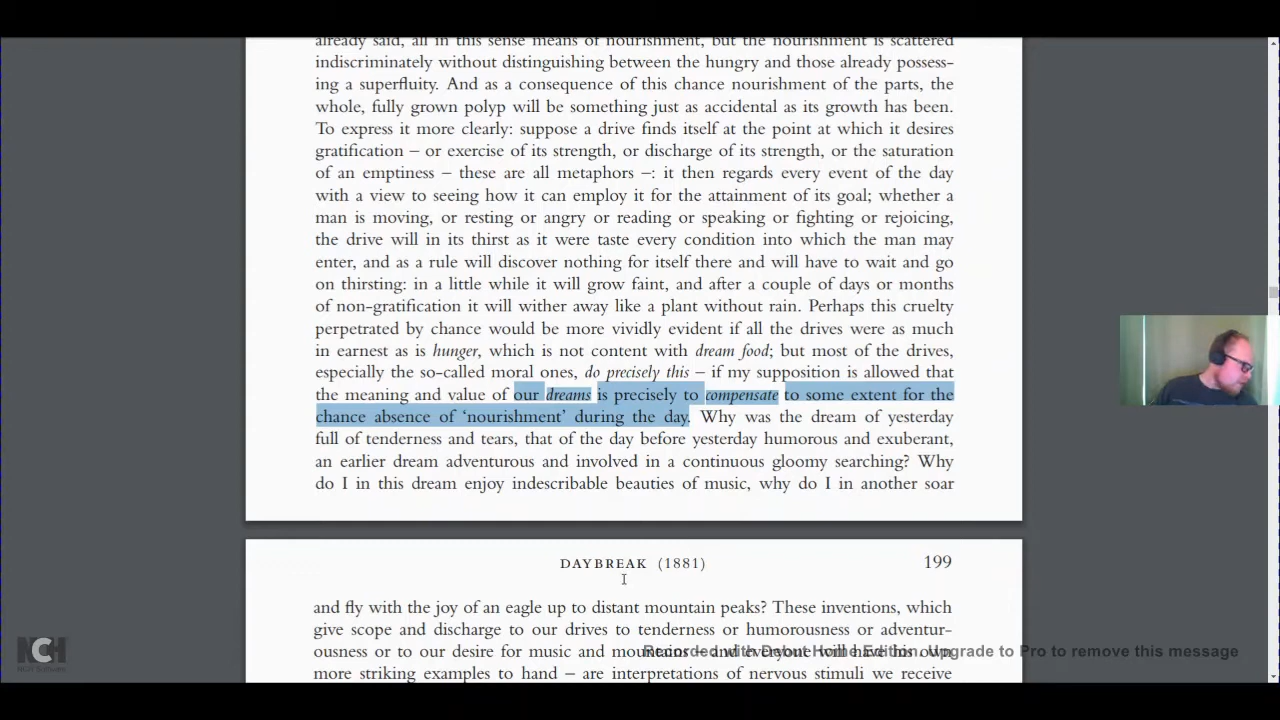 already said, all in this sense means of nourishment, but the nourishment is scattered
indiscriminately without distinguishing between the hungry and those already possess-
ing a superfluity. And as a consequence of this chance nourishment of the parts, the
whole, fully grown polyp will be something just as accidental as its growth has been.
To express it more clearly: suppose a drive finds itself at the point at which it desires
gratification – or exercise of its strength, or discharge of its strength, or the saturation
of an emptiness – these are all metaphors –: it then regards every event of the day
with a view to seeing how it can employ it for the attainment of its goal; whether a
man is moving, or resting or angry or reading or speaking or fighting or rejoicing,
the drive will in its thirst as it were taste every condition into which the man may
enter, and as a rule will discover nothing for itself there and will have to wait and go
on thirsting: in a little while it will grow faint, and after a couple of days or months
of non-gratification it will wither away like a plant without rain. Perhaps this cruelty
perpetrated by chance would be more vividly evident if all the drives were as much
in earnest as is hunger, which is not content with dream food; but most of the drives,
especially the so-called moral ones, do precisely this – if my supposition is allowed that
the meaning and value of our dreams is precisely to compensate to some extent for the
chance absence of ‘nourishment’ during the day. Why was the dream of yesterday
full of tenderness and tears, that of the day before yesterday humorous and exuberant,
an earlier dream adventurous and involved in a continuous gloomy searching? Why
do I in this dream enjoy indescribable beauties of music, why do I in another soar
DAYBREAK (1881) 199
and fly with the joy of an eagle up to distant mountain peaks? These inventions, which
give scope and discharge to our drives to tenderness or humorousness or adventur-
ousness or to our desire for music and mountains – and everyone will have his own
more striking examples to hand – are interpretations of nervous stimuli we receive
Recorded with Debut Home Edition. Upgrade to Pro to remove this message
NCH